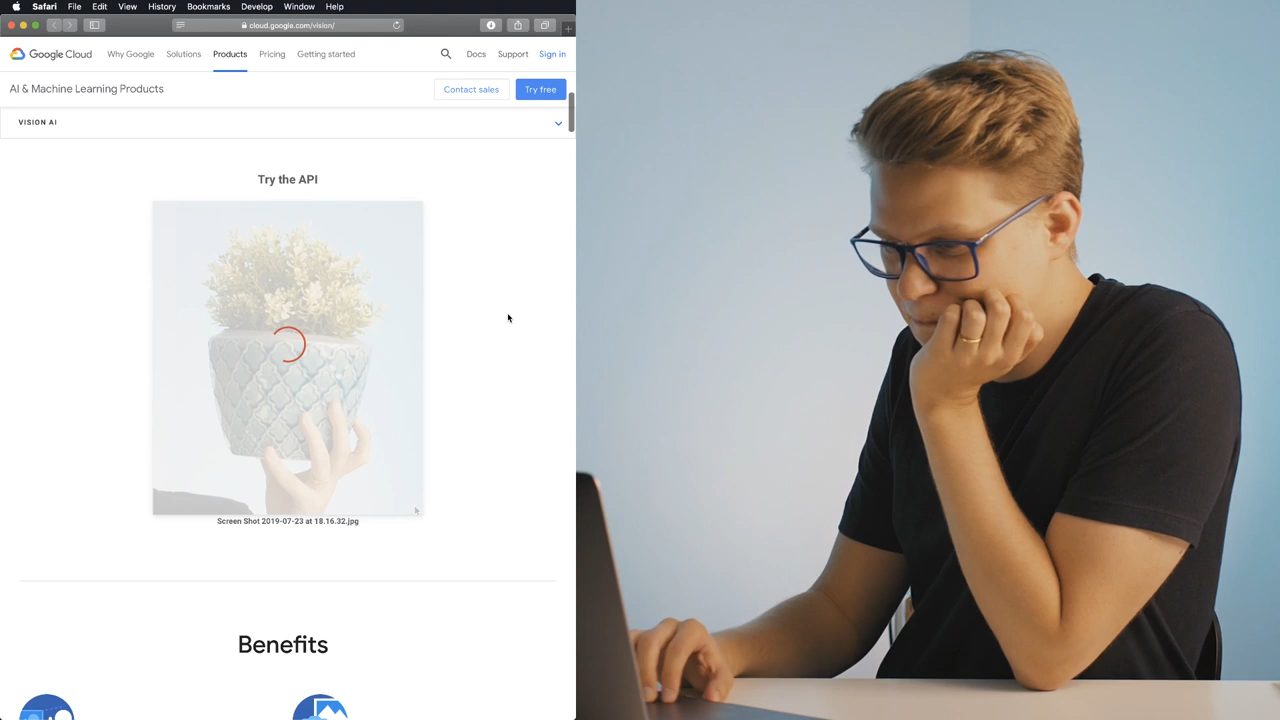 Safari File Edit View History Bookmarks Develop Window Help
cloud.google.com/vision/
Google Cloud Why Google Solutions Products Pricing Getting started Docs Support Sign in
AI & Machine Learning Products Contact sales Try free
VISION AI
Try the API
Screen Shot 2019-07-23 at 18.16.32.jpg
Benefits